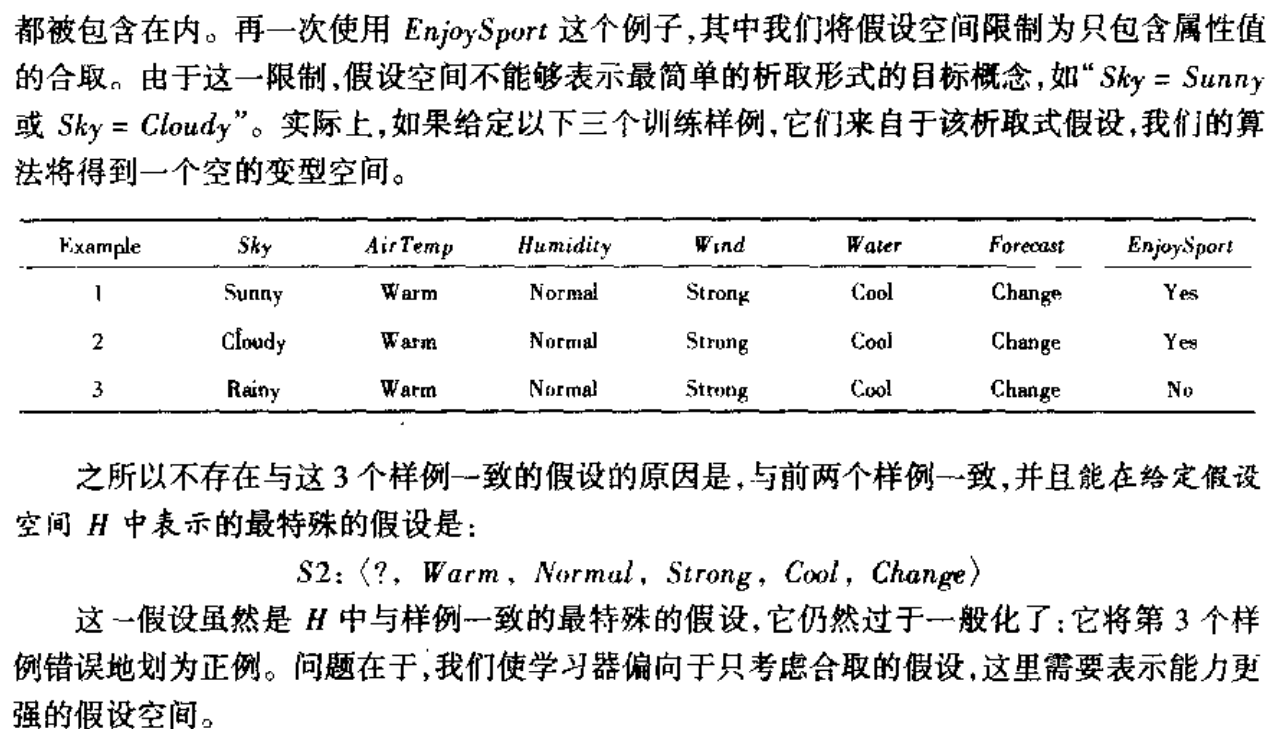 都被包含在内。再一次使用 EnjoySport 这个例子,其中我们将假设空间限制为只包含属性值
的合取。由于这一限制,假设空间不能够表示最简单的析取形式的目标概念,如“Sky = Sunny
或 Sky = Cloudy”。实际上,如果给定以下三个训练样例,它们来自于该析取式假设,我们的算
法将得到一个空的变型空间。
Example Sky AirTemp Humidity Wind Water Forecast EnjoySport
1 Sunny Warm Normal Strong Cool Change Yes
2 Cloudy Warm Normal Strong Cool Change Yes
3 Rainy Warm Normal Strong Cool Change No
之所以不存在与这 3 个样例一致的假设的原因是,与前两个样例一致,并且能在给定假设
空间 H 中表示的最特殊的假设是:
S2:〈?, Warm, Normal, Strong, Cool, Change〉
这一假设虽然是 H 中与样例一致的最特殊的假设,它仍然过于一般化了;它将第 3 个样
例错误地划为正例。问题在于,我们使学习器偏向于只考虑合取的假设,这里需要表示能力更
强的假设空间。